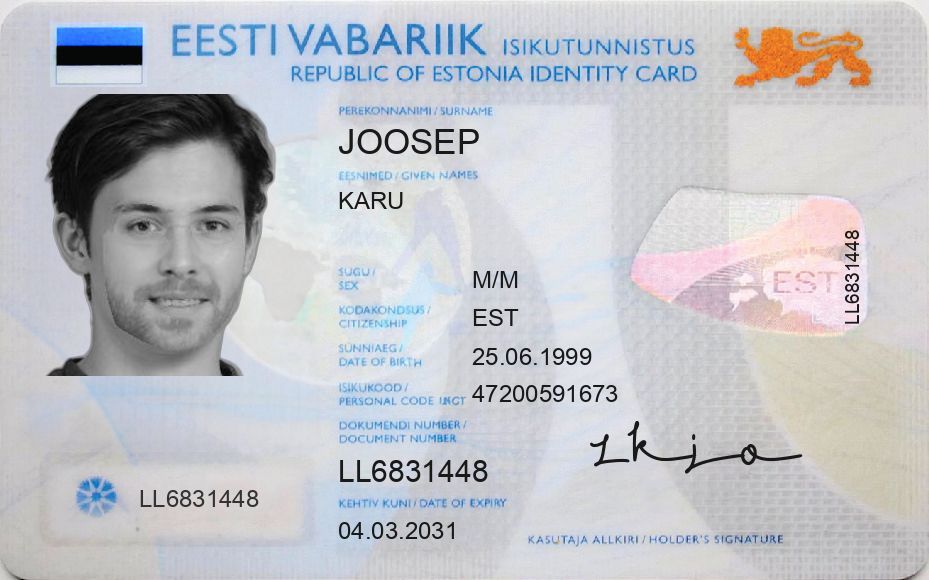 EESTI VABARIIK ISIKUTUNNISTUS
REPUBLIC OF ESTONIA IDENTITY CARD
PEREKONNANIMI / SURNAME
JOOSEP
EESNIMED / GIVEN NAMES
KARU
SUGU /
SEX
M/M
KODAKONDSUS /
CITIZENSHIP
EST
SÜNNIAEG /
DATE OF BIRTH
25.06.1999
ISIKUKOOD /
PERSONAL CODE
47200591673
DOKUMENDI NUMBER /
DOCUMENT NUMBER
LL6831448
KEHTIV KUNI / DATE OF EXPIRY
04.03.2031
LL6831448
EST
LL6831448
KASUTAJA ALLKIRI / HOLDER'S SIGNATURE